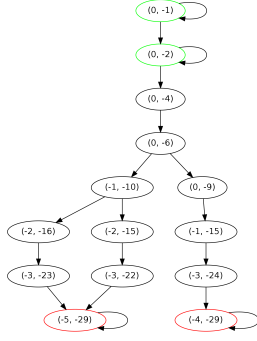 (0, -1)
(0, -2)
(0, -4)
(0, -6)
(-1, -10) (0, -9)
(-2, -16) (-2, -15) (-1, -15)
(-3, -23) (-3, -22) (-3, -24)
(-5, -29) (-4, -29)